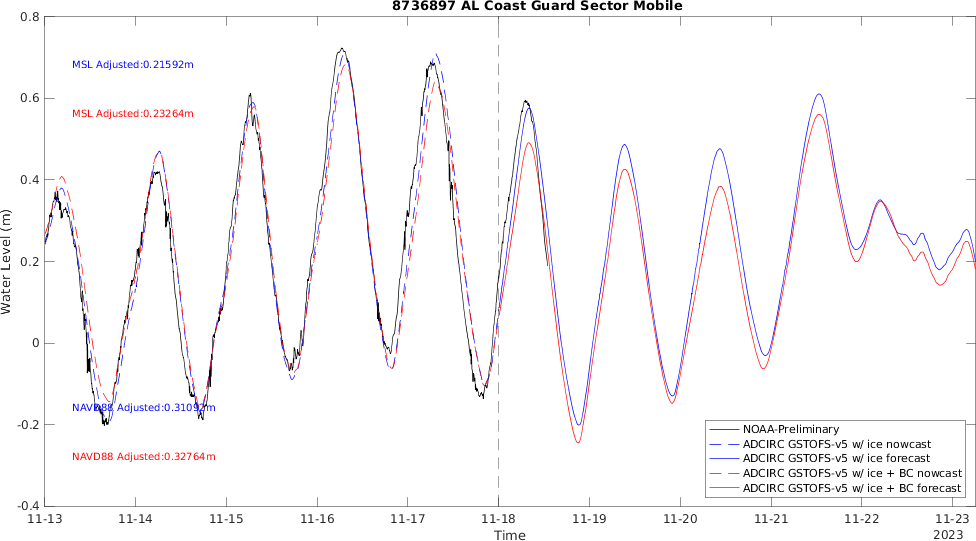 8736897 AL Coast Guard Sector Mobile
0.8
MSL Adjusted:0.21592m
0.6
MSL Adjusted:0.23264m
0.4
0.2
Water Level (m)
0
NAVD88 Adjusted:0.31092m
-0.2
NAVD88 Adjusted:0.32764m
-0.4
NOAA-Preliminary
ADCIRC GSTOFS-v5 w/ ice nowcast
ADCIRC GSTOFS-v5 w/ ice forecast
ADCIRC GSTOFS-v5 w/ ice + BC nowcast
ADCIRC GSTOFS-v5 w/ ice + BC forecast
11-13 11-14 11-15 11-16 11-17 11-18 11-19 11-20 11-21 11-22 11-23
Time
2023